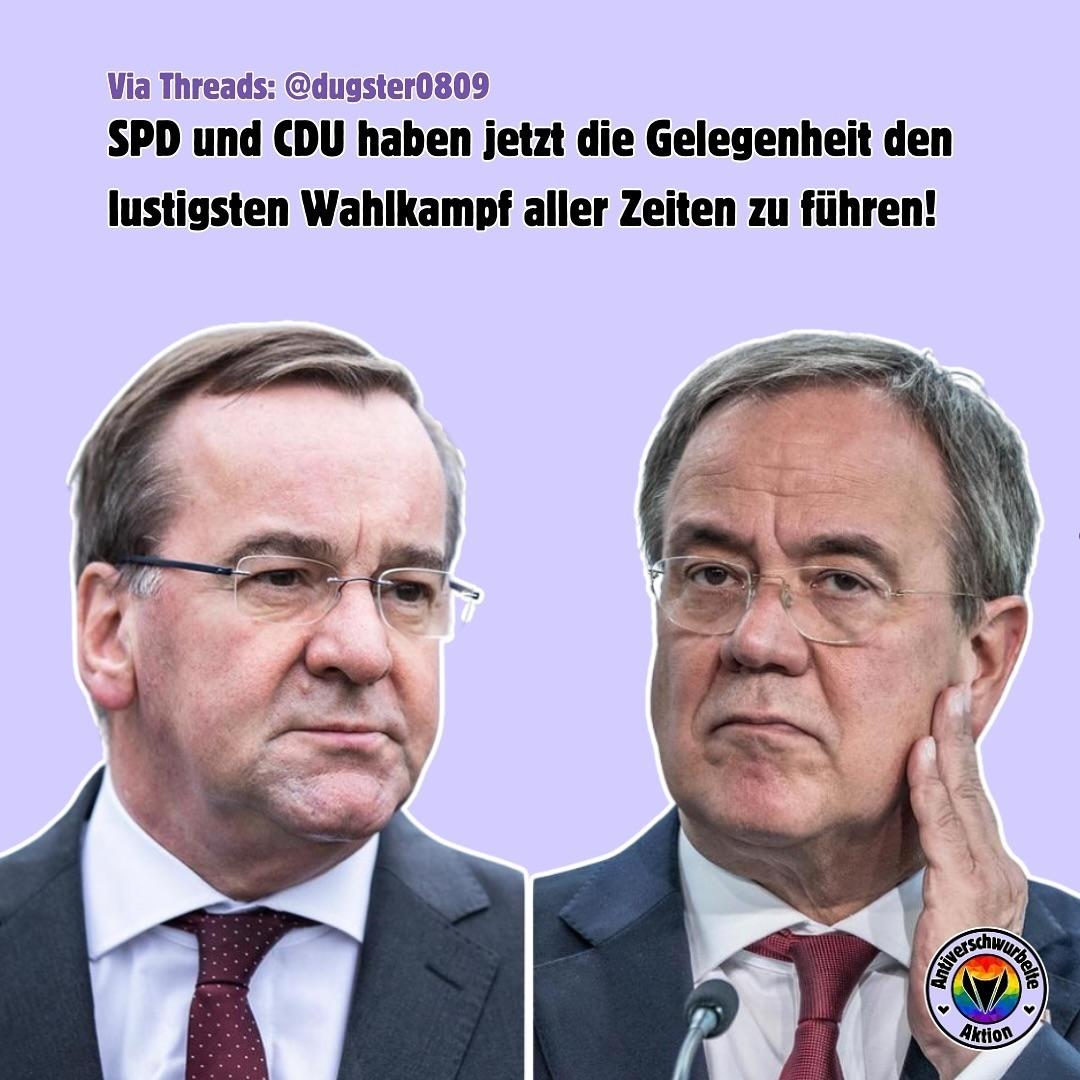 Via Threads: @dugster0809
SPD und CDU haben jetzt die Gelegenheit den
lustigsten Wahlkampf aller Zeiten zu führen!
Antiverschwurbelte
Aktion